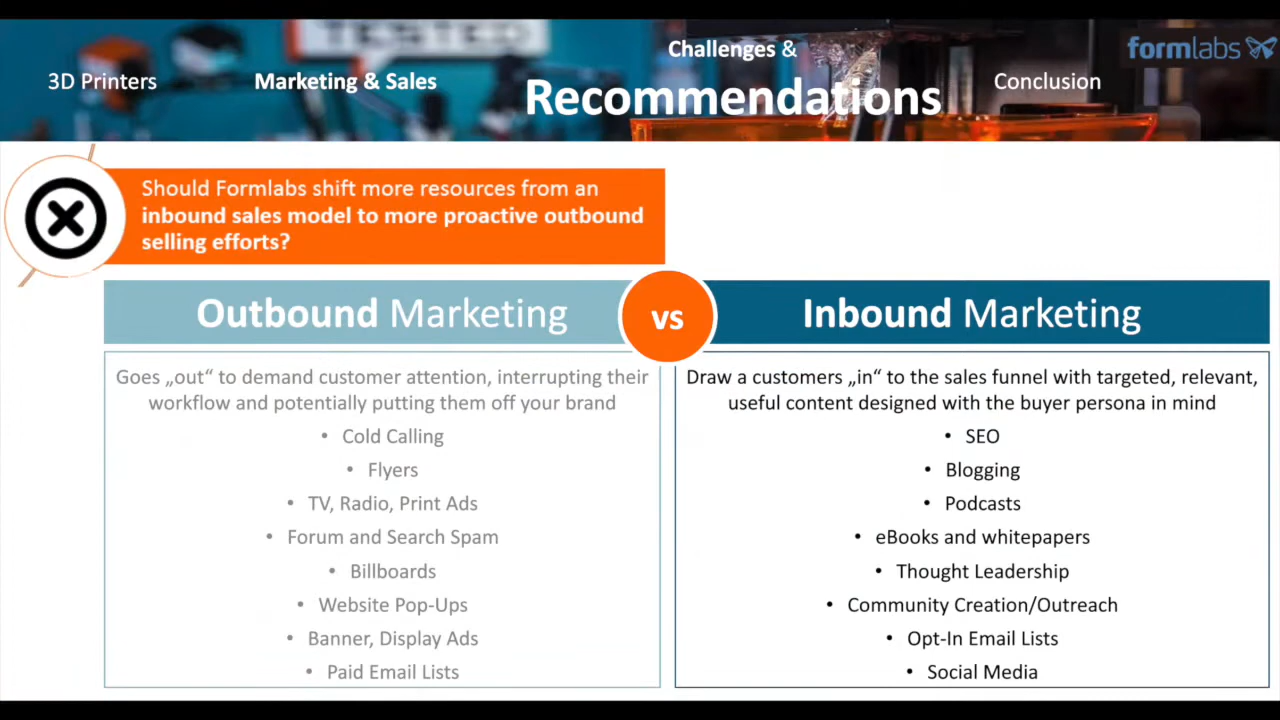 Challenges &
3D Printers
Marketing & Sales
Recommendations
Conclusion
formlabs
Should Formlabs shift more resources from an
inbound sales model to more proactive outbound
selling efforts?
Outbound Marketing
vs
Inbound Marketing
Goes „out“ to demand customer attention, interrupting their
workflow and potentially putting them off your brand
• Cold Calling
• Flyers
• TV, Radio, Print Ads
• Forum and Search Spam
• Billboards
• Website Pop-Ups
• Banner, Display Ads
• Paid Email Lists
Draw a customers „in“ to the sales funnel with targeted, relevant,
useful content designed with the buyer persona in mind
• SEO
• Blogging
• Podcasts
• eBooks and whitepapers
• Thought Leadership
• Community Creation/Outreach
• Opt-In Email Lists
• Social Media